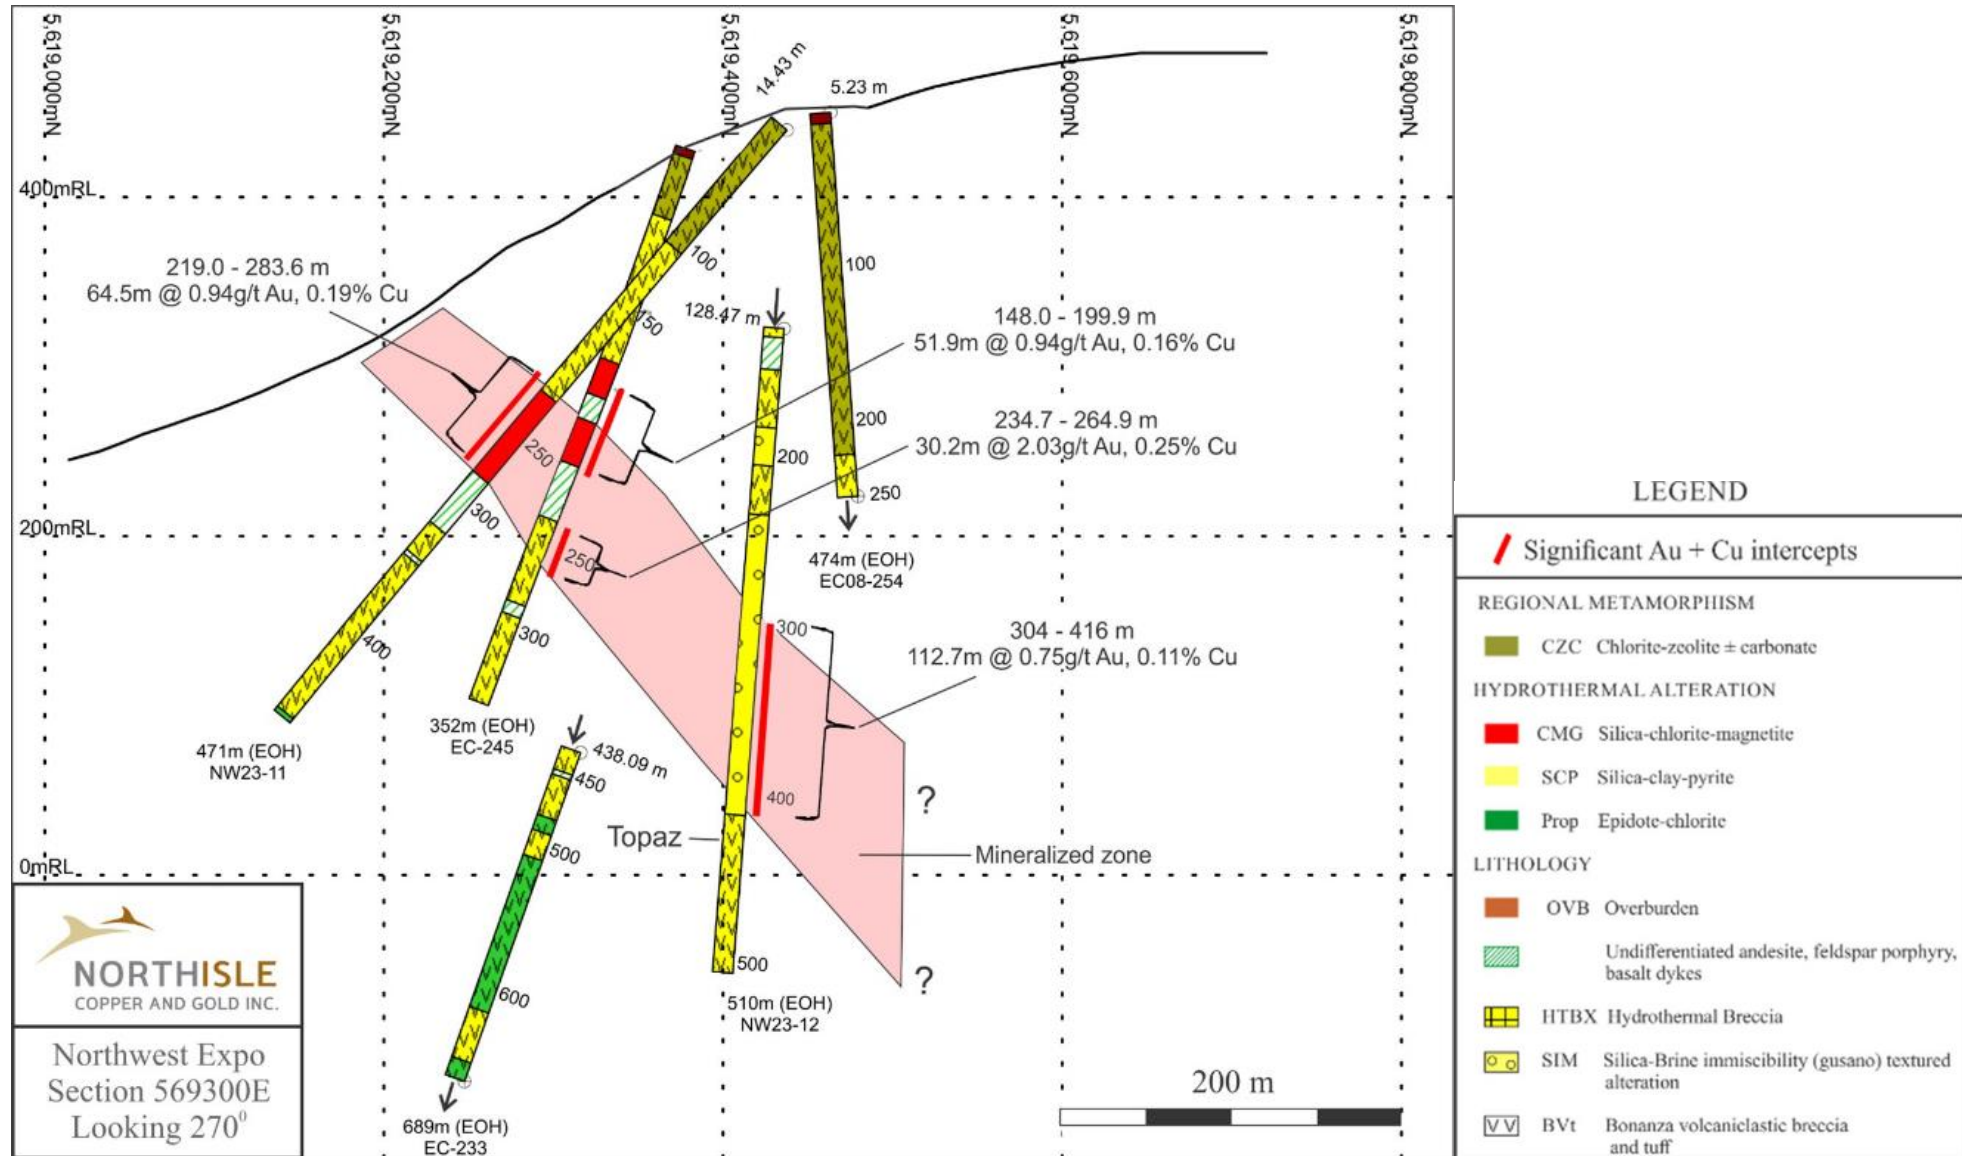 5,619,000mN
5,619,200mN
5,619,400mN
5,619,600mN
5,619,800mN
14.43 m
5.23 m
400mRL
100
100
219.0 - 283.6 m
64.5m @ 0.94g/t Au, 0.19% Cu
128.47 m
150
148.0 - 199.9 m
51.9m @ 0.94g/t Au, 0.16% Cu
200
234.7 - 264.9 m
30.2m @ 2.03g/t Au, 0.25% Cu
250
200
250
300
200mRL
250
474m (EOH)
EC08-254
300
300
304 - 416 m
112.7m @ 0.75g/t Au, 0.11% Cu
400
352m (EOH)
EC-245
471m (EOH)
NW23-11
438.09 m
450
400
?
Topaz
500
Mineralized zone
0mRL
500
?
600
510m (EOH)
NW23-12
689m (EOH)
EC-233
200 m
NORTHISLE
COPPER AND GOLD INC.
Northwest Expo
Section 569300E
Looking 270⁰
LEGEND
Significant Au + Cu intercepts
REGIONAL METAMORPHISM
CZC Chlorite-zeolite ± carbonate
HYDROTHERMAL ALTERATION
CMG Silica-chlorite-magnetite
SCP Silica-clay-pyrite
Prop Epidote-chlorite
LITHOLOGY
OVB Overburden
Undifferentiated andesite, feldspar porphyry,
basalt dykes
HTBX Hydrothermal Breccia
SIM Silica-Brine immiscibility (gusano) textured
alteration
BVt Bonanza volcaniclastic breccia
and tuff